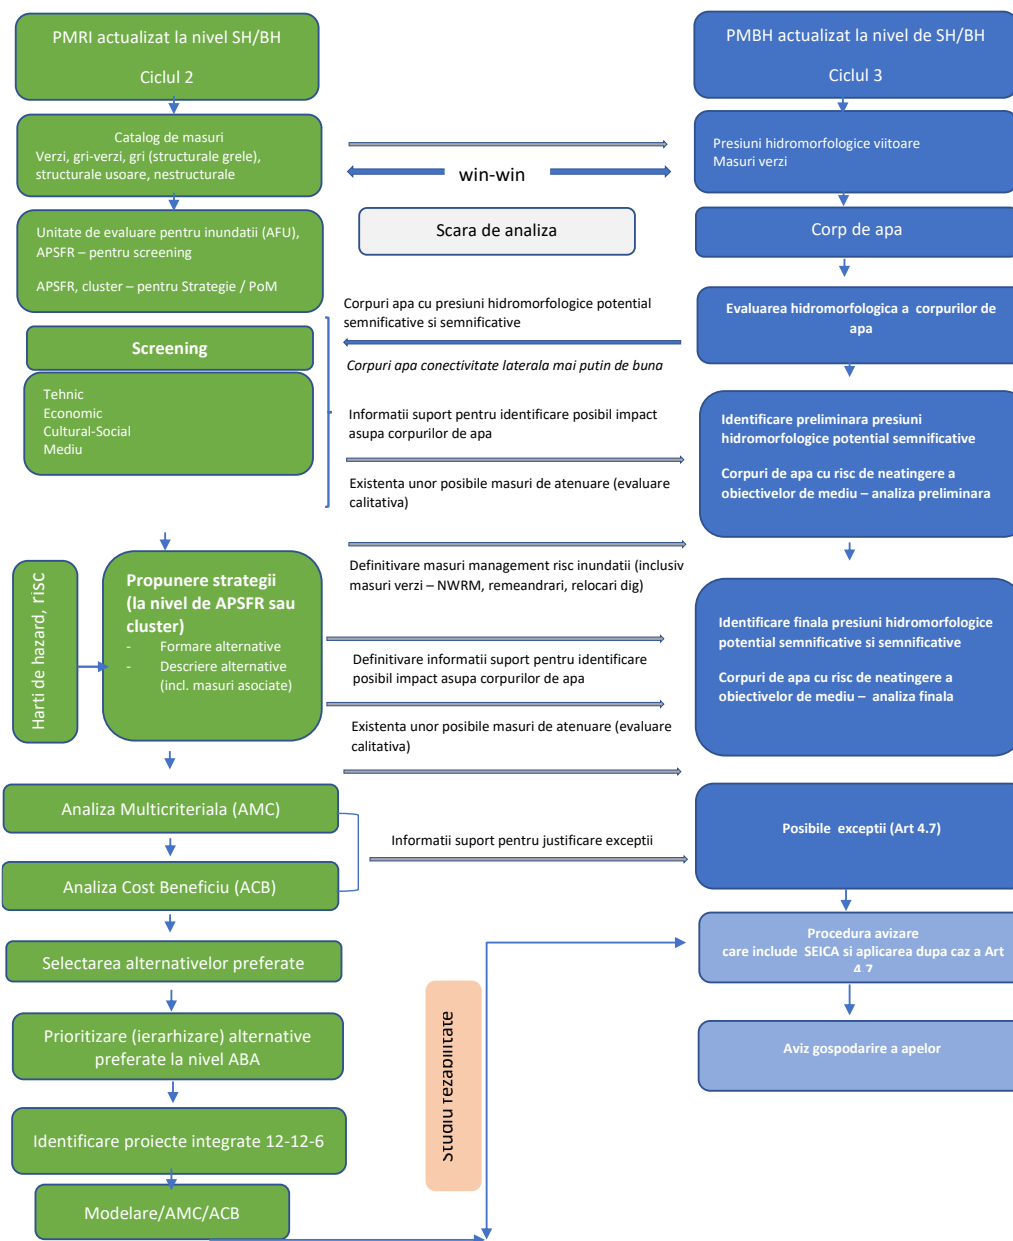 PMRI actualizat la nivel SH/BH
Ciclul 2
PMBH actualizat la nivel de SH/BH
Ciclul 3
Catalog de masuri
Verzi, gri-verzi, gri (structurale grele),
structurale usoare, nestructurale
win-win
Presiuni hidromorfologice viitoare
Masuri verzi
Unitate de evaluare pentru inundatii (AFU),
APSFR – pentru screening
APSFR, cluster – pentru Strategie / PoM
Scara de analiza
Corp de apa
Corpuri apa cu presiuni hidromorfologice potential
semnificative si semnificative
Corpuri apa conectivitate laterala mai putin de buna
Evaluarea hidromorfologica a corpurilor de
apa
Screening
Tehnic
Economic
Cultural-Social
Mediu
Informatii suport pentru identificare posibil impact
asupa corpurilor de apa
Existenta unor posibile masuri de atenuare (evaluare
calitativa)
Identificare preliminara presiuni
hidromorfologice potential semnificative
Corpuri de apa cu risc de neatingere a
obiectivelor de mediu – analiza preliminara
Harti de hazard, risc
Propunere strategii
(la nivel de APSFR sau
cluster)
- Formare alternative
- Descriere alternative
(incl. masuri asociate)
Definitivare masuri management risc inundatii (inclusiv
masuri verzi – NWRM, remeandrari, relocari dig)
Definitivare informatii suport pentru identificare
posibil impact asupa corpurilor de apa
Existenta unor posibile masuri de atenuare (evaluare
calitativa)
Identificare finala presiuni hidromorfologice
potential semnificative si semnificative
Corpuri de apa cu risc de neatingere a
obiectivelor de mediu – analiza finala
Analiza Multicriteriala (AMC)
Analiza Cost Beneficiu (ACB)
Informatii suport pentru justificare exceptii
Posibile exceptii (Art 4.7)
Selectarea alternativelor preferate
Procedura avizare
care include SEICA si aplicarea dupa caz a Art
4.7
Prioritizare (ierarhizare) alternative
preferate la nivel ABA
Studiu fezabilitate
Aviz gospodarire a apelor
Identificare proiecte integrate 12-12-6
Modelare/AMC/ACB